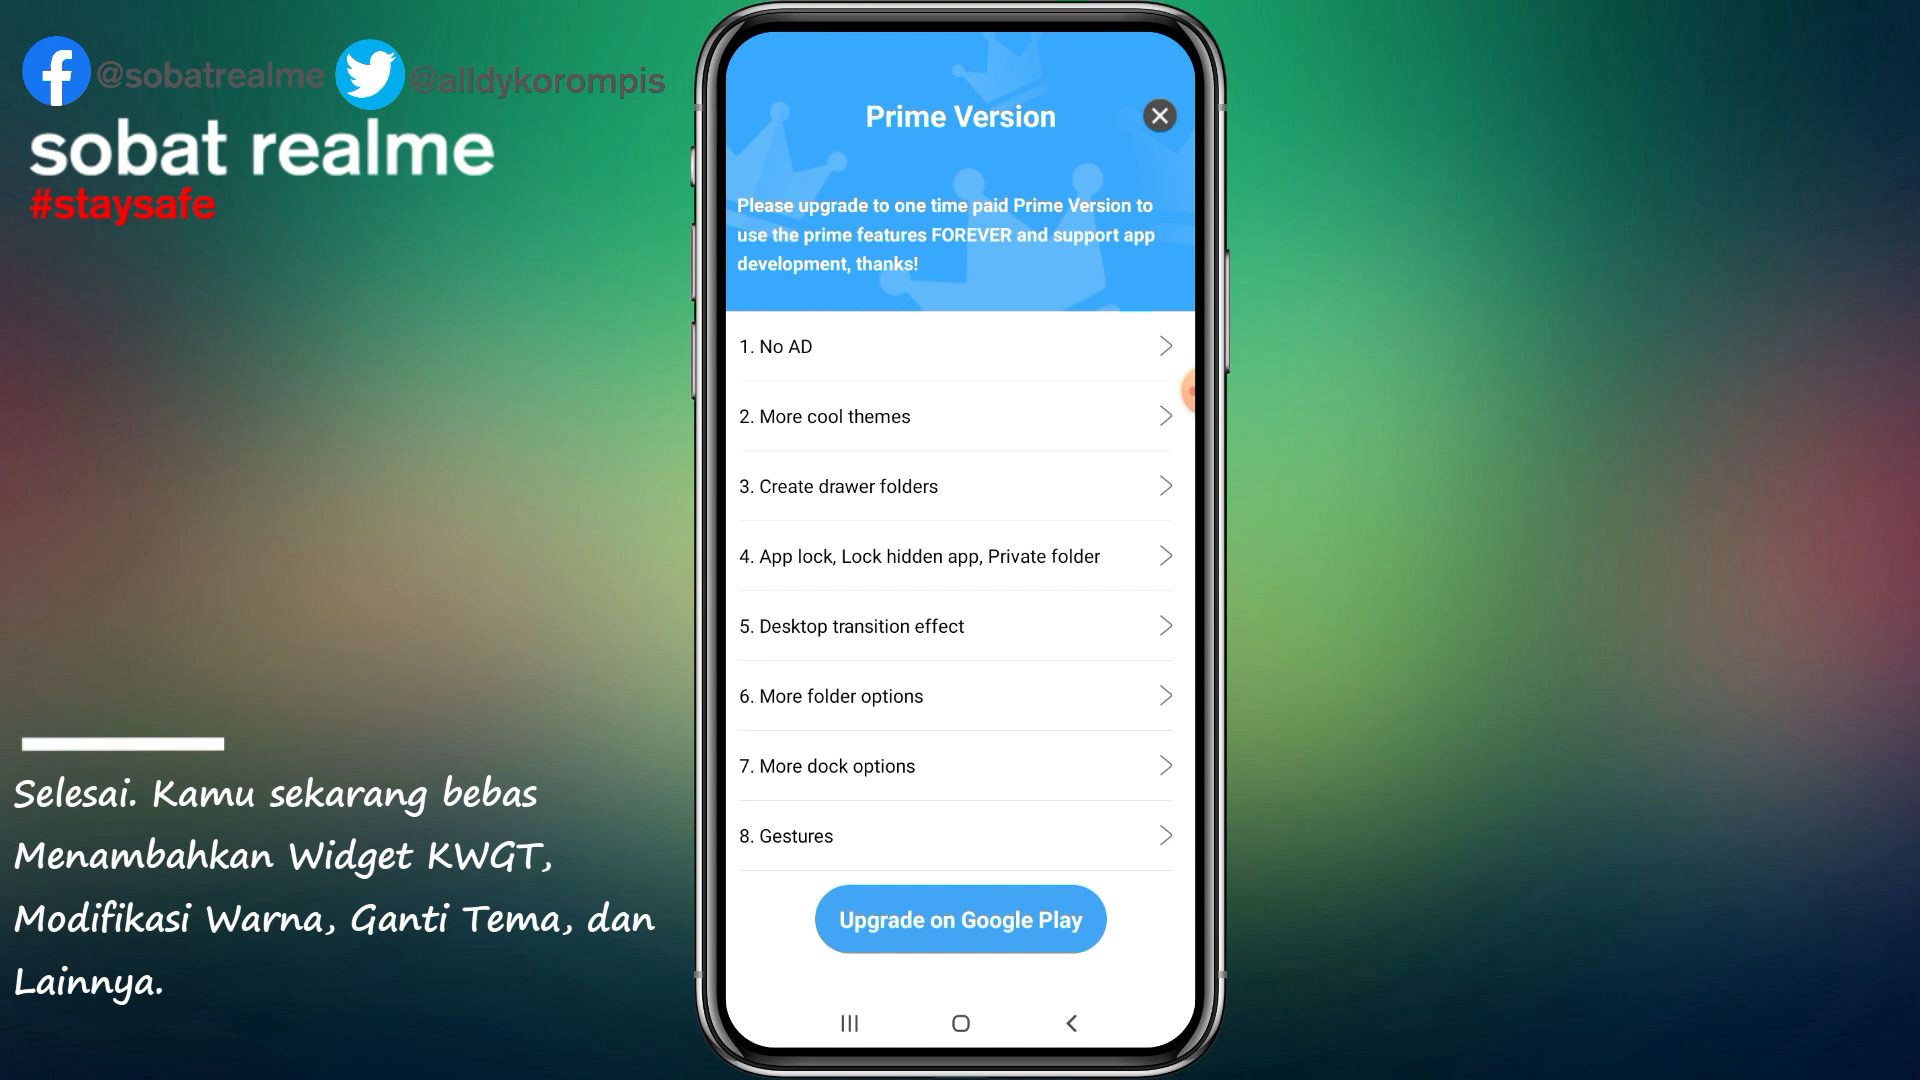 @sobatrealme @alldykorompis
sobat realme
#staysafe
Prime Version
Please upgrade to one time paid Prime Version to
use the prime features FOREVER and support app
development, thanks!
1. No AD
2. More cool themes
3. Create drawer folders
4. App lock, Lock hidden app, Private folder
5. Desktop transition effect
6. More folder options
7. More dock options
8. Gestures
Upgrade on Google Play
Selesai. Kamu sekarang bebas
Menambahkan Widget KWGT,
Modifikasi Warna, Ganti Tema, dan
Lainnya.